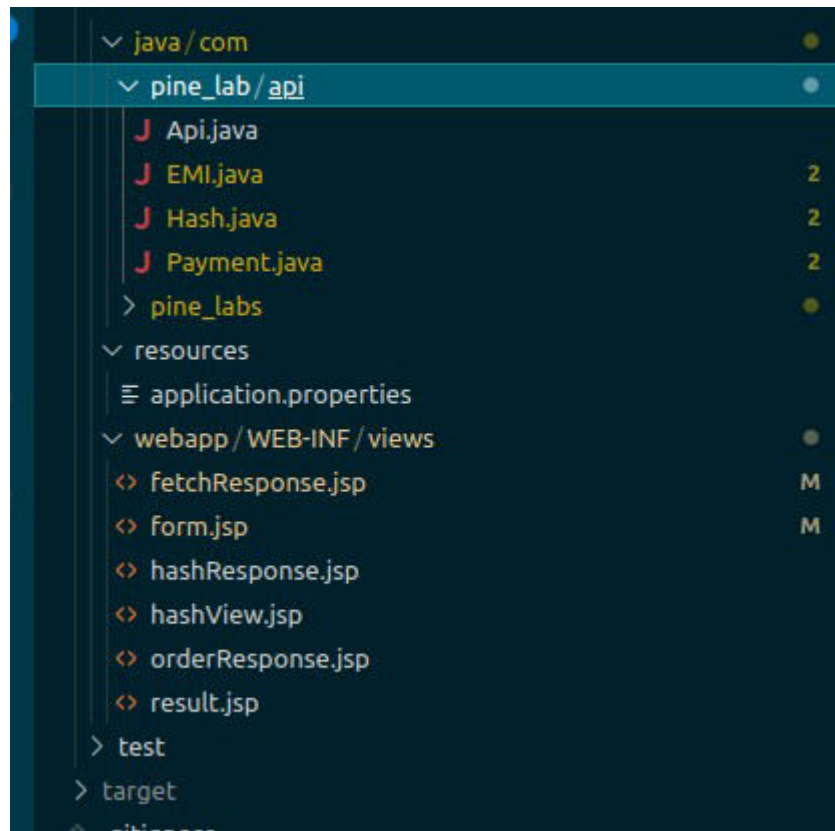 java/com
pine_lab/api
J Api.java
J EMI.java 2
J Hash.java 2
J Payment.java 2
pine_labs
resources
application.properties
webapp/WEB-INF/views
fetchResponse.jsp M
form.jsp M
hashResponse.jsp
hashView.jsp
orderResponse.jsp
result.jsp
test
target